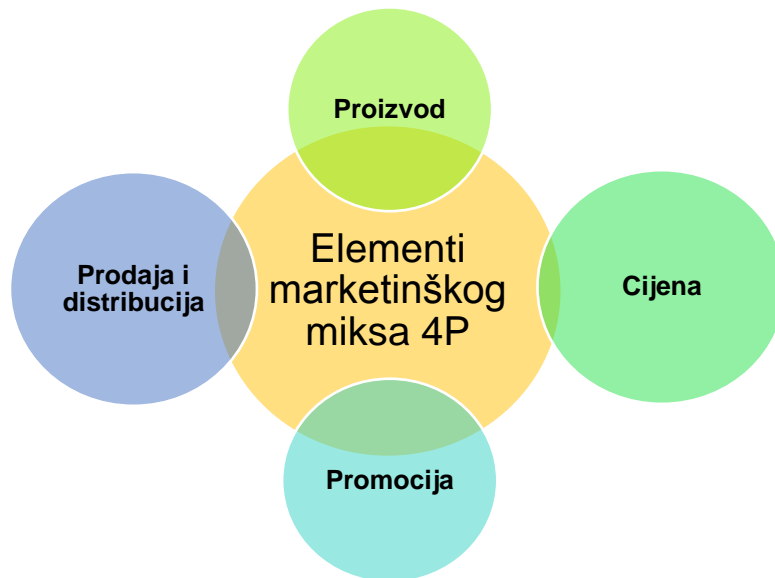 Proizvod
Elementi
marketinškog
miksa 4P
Prodaja i
distribucija
Cijena
Promocija